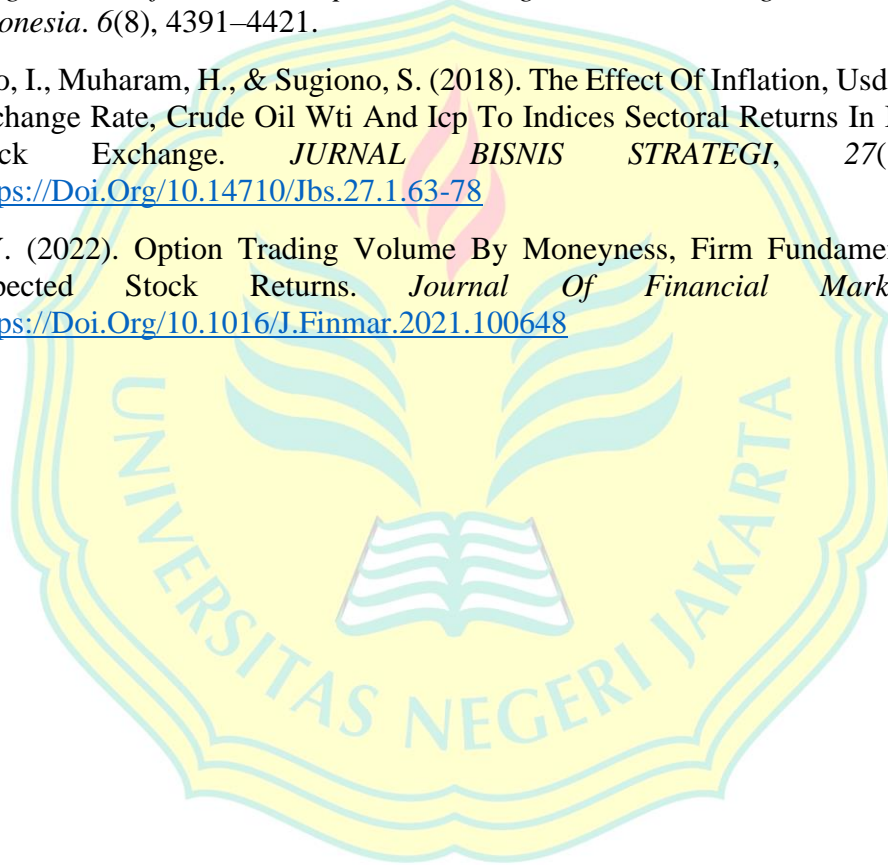 onesia. 6(8), 4391–4421.
o, I., Muharam, H., & Sugiono, S. (2018). The Effect Of Inflation, Usd
change Rate, Crude Oil Wti And Icp To Indices Sectoral Returns In
ck Exchange. JURNAL BISNIS STRATEGI, 27(
ps://Doi.Org/10.14710/Jbs.27.1.63-78
. (2022). Option Trading Volume By Moneyness, Firm Fundamen
pected Stock Returns. Journal Of Financial Mark
ps://Doi.Org/10.1016/J.Finmar.2021.100648
UNIVERSITAS NEGERI JAKARTA